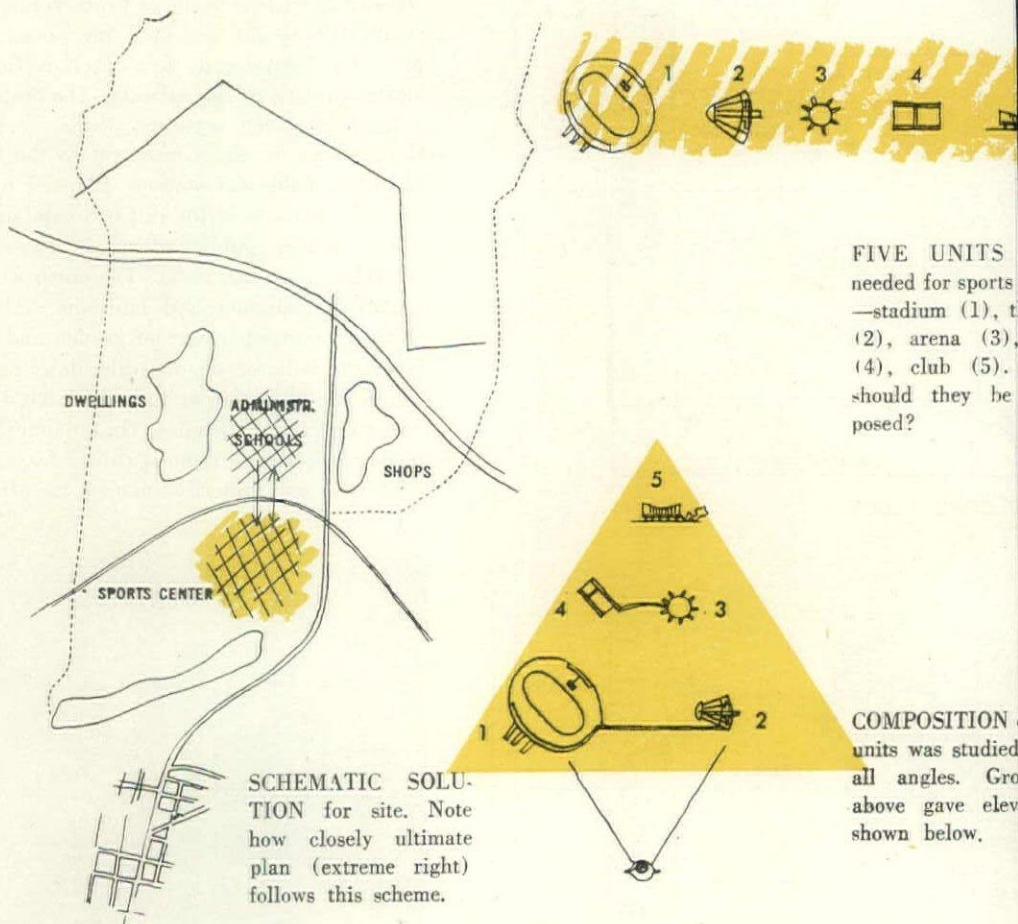 1 2 3 4
FIVE UNITS
needed for sports
—stadium (1), t
(2), arena (3),
(4), club (5).
should they be
posed?
DWELLINGS
ADMINISTR.
SCHOOLS
SHOPS
SPORTS CENTER
5
4 3
1 2
SCHEMATIC SOLU-
TION for site. Note
how closely ultimate
plan (extreme right)
follows this scheme.
COMPOSITION
units was studied
all angles. Gro
above gave elev
shown below.